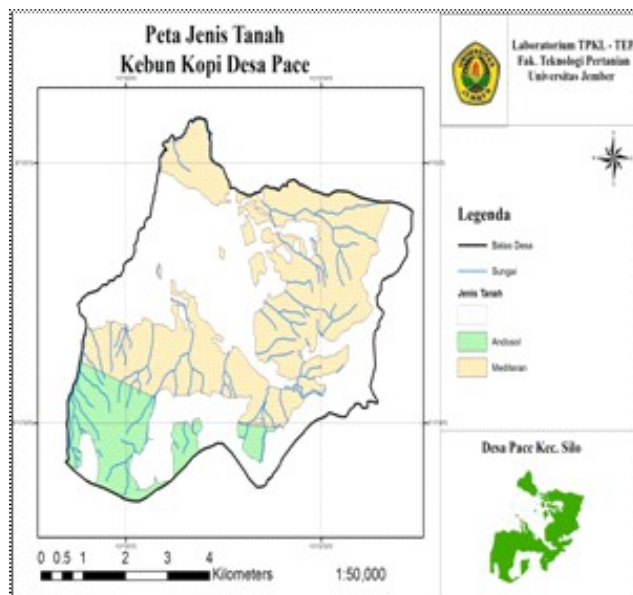 Peta Jenis Tanah
Kebun Kopi Desa Pace
Laboratorium TPKL - TEP
Fak. Teknologi Pertanian
Universitas Jember
UNIVERSITAS
JEMBER
Legenda
Batas Desa
Sungai
Jenis Tanah
Andosol
Mediteran
Desa Pace Kec. Silo
0 0.5 1 2 3 4
Kilometers
1:50,000